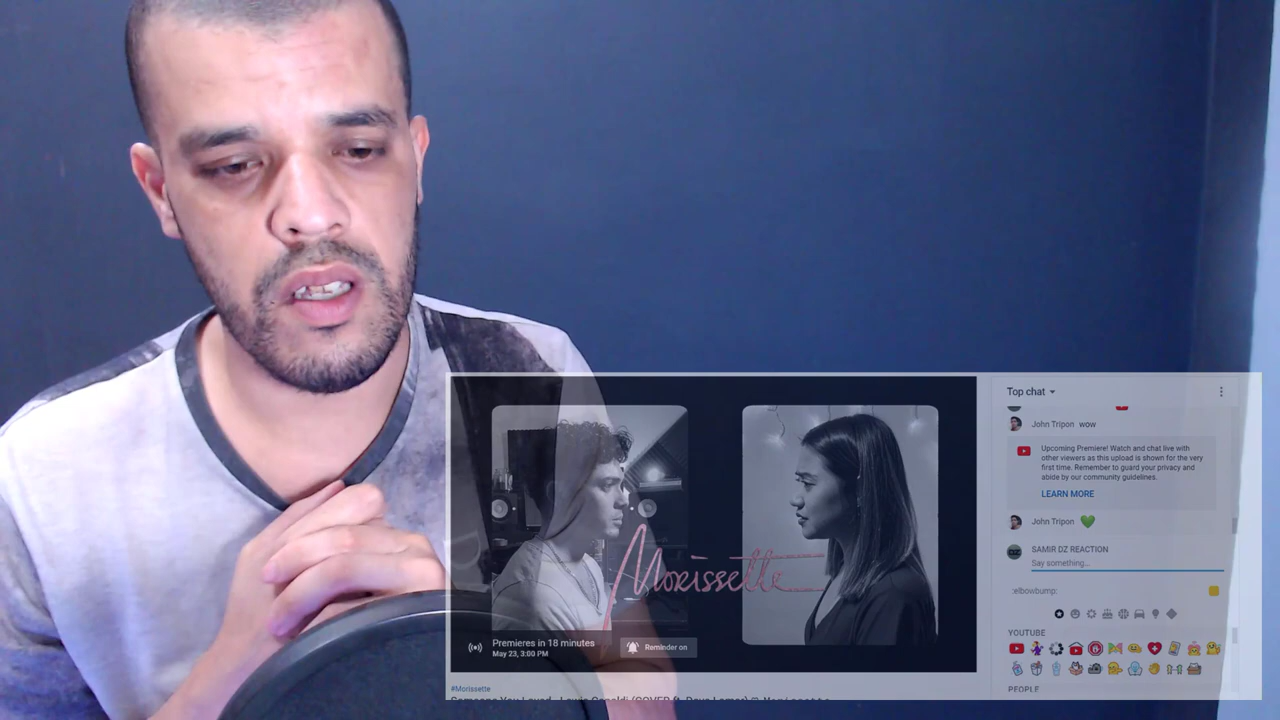 Top chat
John Tripon wow
Upcoming Premiere! Watch and chat live with
other viewers as this upload is shown for the very
first time. Remember to guard your privacy and
abide by our community guidelines.
LEARN MORE
John Tripon 💚
SAMIR DZ REACTION
Say something...
:elbowbump:
YOUTUBE
PEOPLE
Morissette
Premieres in 18 minutes
May 23, 3:00 PM
Reminder on
#Morissette